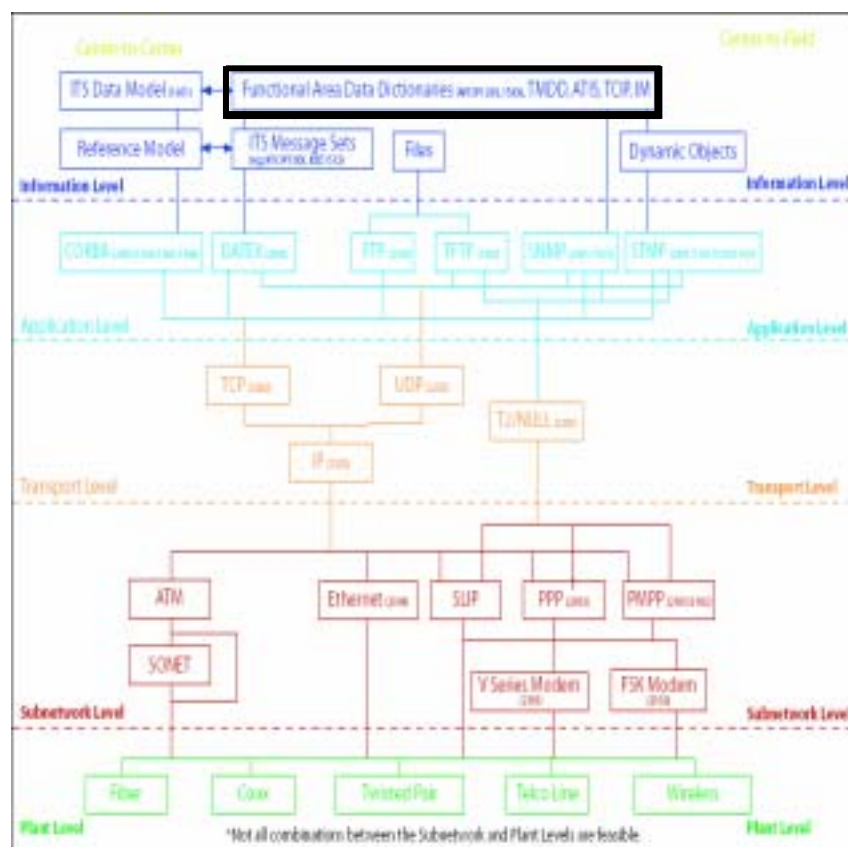 Center-to-Center
Center-to-Field
ITS Data Model
Functional Area Data Dictionaries TMDD, ATIS, TCIP, IM
Reference Model
ITS Message Sets
Files
Dynamic Objects
Information Level
Information Level
CORBA
DATEX
FTP
TFTP
SNMP
STMP
Application Level
Application Level
TCP
UDP
T2/NULL
IP
Transport Level
Transport Level
ATM
Ethernet
SLIP
PPP
PMPP
SONET
V Series Modem
FSK Modem
Subnetwork Level
Subnetwork Level
Fiber
Coax
Twisted Pair
Telco Line
Wireless
Plant Level
*Not all combinations between the Subnetwork and Plant Levels are feasible.
Plant Level